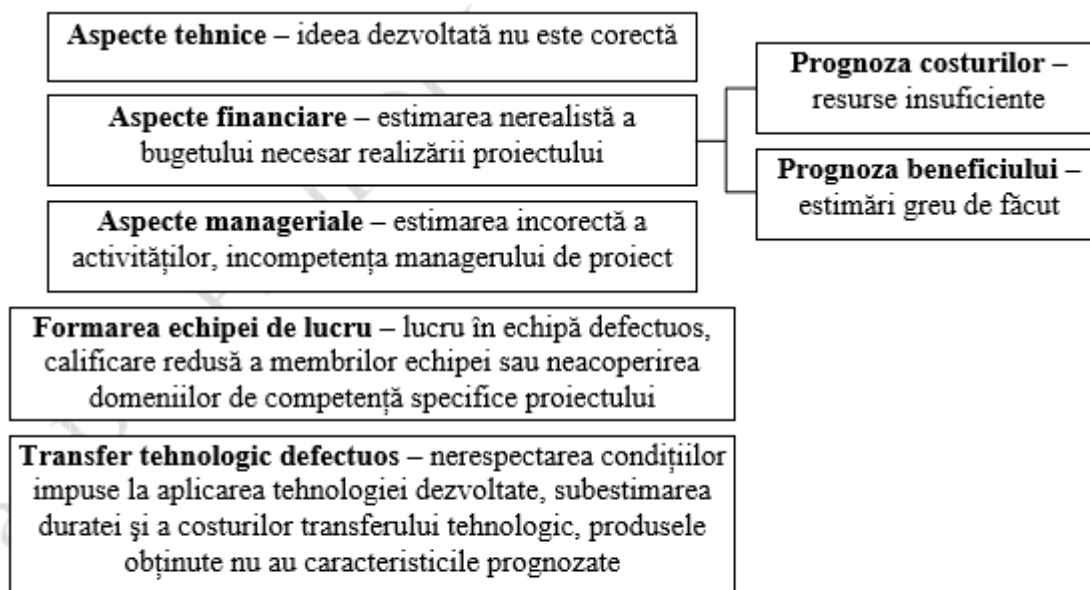 Aspecte tehnice – ideea dezvoltată nu este corectă
Aspecte financiare – estimarea nerealistă a
bugetului necesar realizării proiectului
Prognoza costurilor –
resurse insuficiente
Prognoza beneficiului –
estimări greu de făcut
Aspecte manageriale – estimarea incorectă a
activităților, incompetența managerului de proiect
Formarea echipei de lucru – lucru în echipă defectuos,
calificare redusă a membrilor echipei sau neacoperirea
domeniilor de competență specifice proiectului
Transfer tehnologic defectuos – nerespectarea condițiilor
impuse la aplicarea tehnologiei dezvoltate, subestimarea
duratei şi a costurilor transferului tehnologic, produsele
obținute nu au caracteristicile prognozate